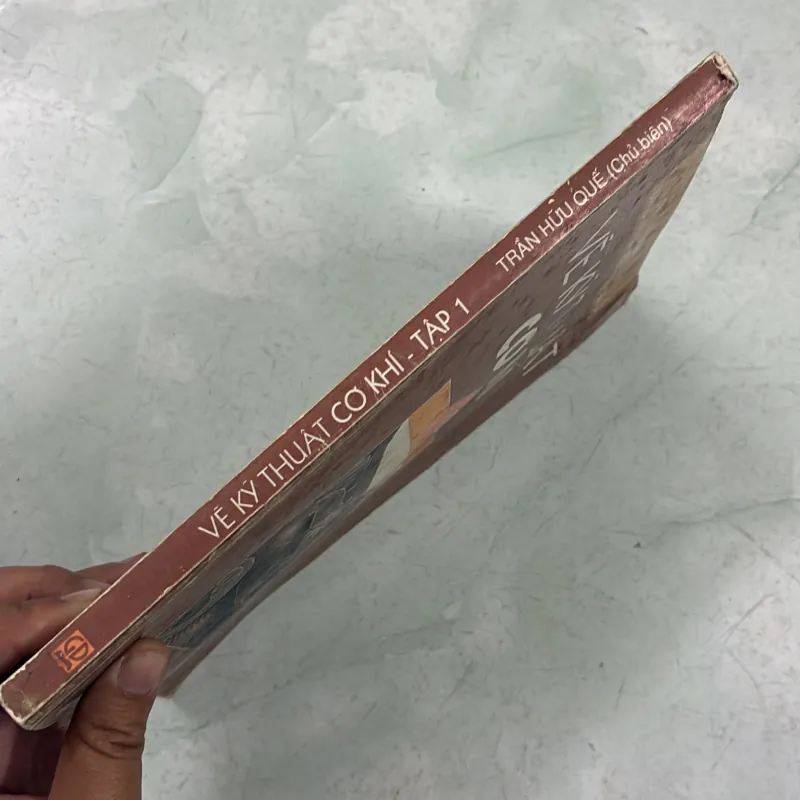 VẼ KỸ THUẬT CƠ KHÍ - TẬP 1
TRẦN HỮU QUẾ (Chủ biên)